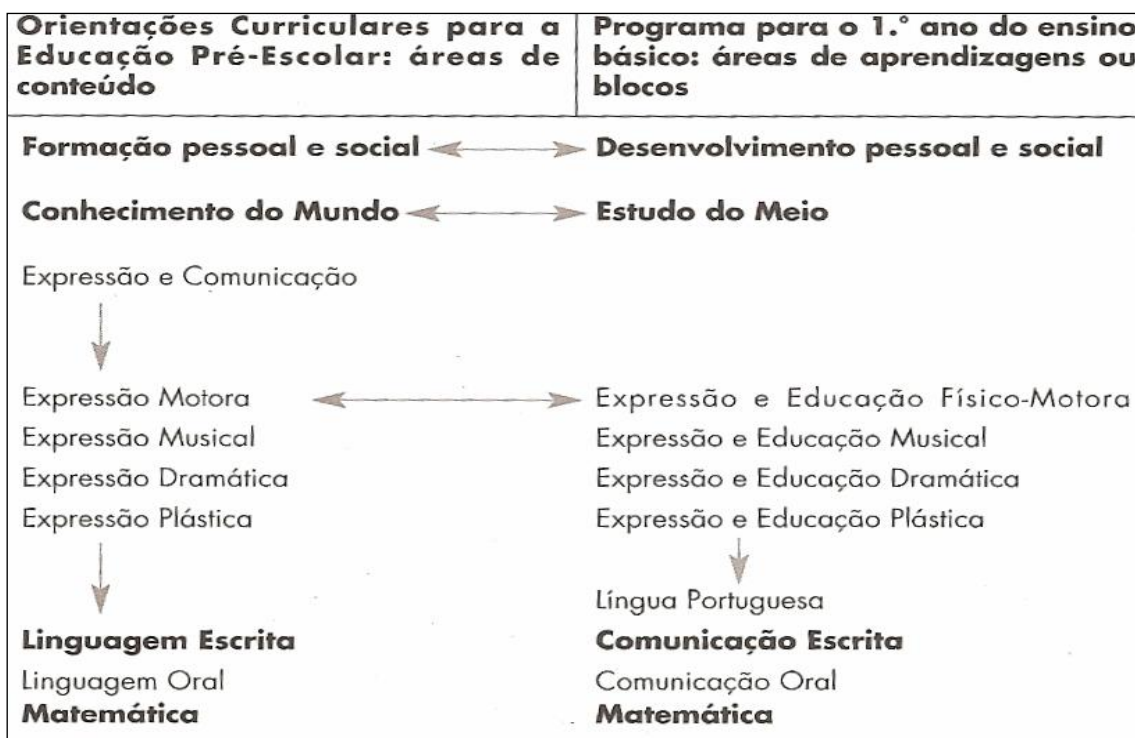 Orientações Curriculares para a
Educação Pré-Escolar: áreas de
conteúdo
Programa para o 1.º ano do ensino
básico: áreas de aprendizagens ou
blocos
Formação pessoal e social
Desenvolvimento pessoal e social
Conhecimento do Mundo
Estudo do Meio
Expressão e Comunicação
Expressão Motora
Expressão e Educação Físico-Motora
Expressão Musical
Expressão e Educação Musical
Expressão Dramática
Expressão e Educação Dramática
Expressão Plástica
Expressão e Educação Plástica
Língua Portuguesa
Linguagem Escrita
Comunicação Escrita
Linguagem Oral
Comunicação Oral
Matemática
Matemática